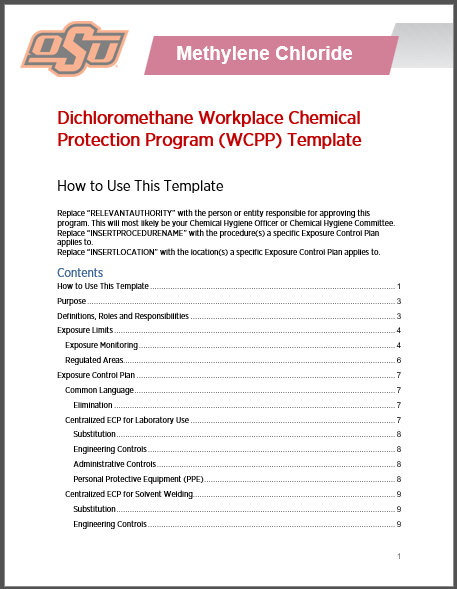 OSU
Methylene Chloride
Dichloromethane Workplace Chemical
Protection Program (WCPP) Template
How to Use This Template
Replace "RELEVANTAUTHORITY" with the person or entity responsible for approving this
program. This will most likely be your Chemical Hygiene Officer or Chemical Hygiene Committee.
Replace "INSERTPROCEDURENAME" with the procedure(s) a specific Exposure Control Plan
applies to.
Replace "INSERTLOCATION" with the location(s) a specific Exposure Control Plan applies to.
Contents
How to Use This Template 1
Purpose 3
Definitions, Roles and Responsibilities 3
Exposure Limits 4
Exposure Monitoring 4
Regulated Areas 6
Exposure Control Plan 7
Common Language 7
Elimination 7
Centralized ECP for Laboratory Use 7
Substitution 8
Engineering Controls 8
Administrative Controls 8
Personal Protective Equipment (PPE) 8
Centralized ECP for Solvent Welding 9
Substitution 9
Engineering Controls 9
1